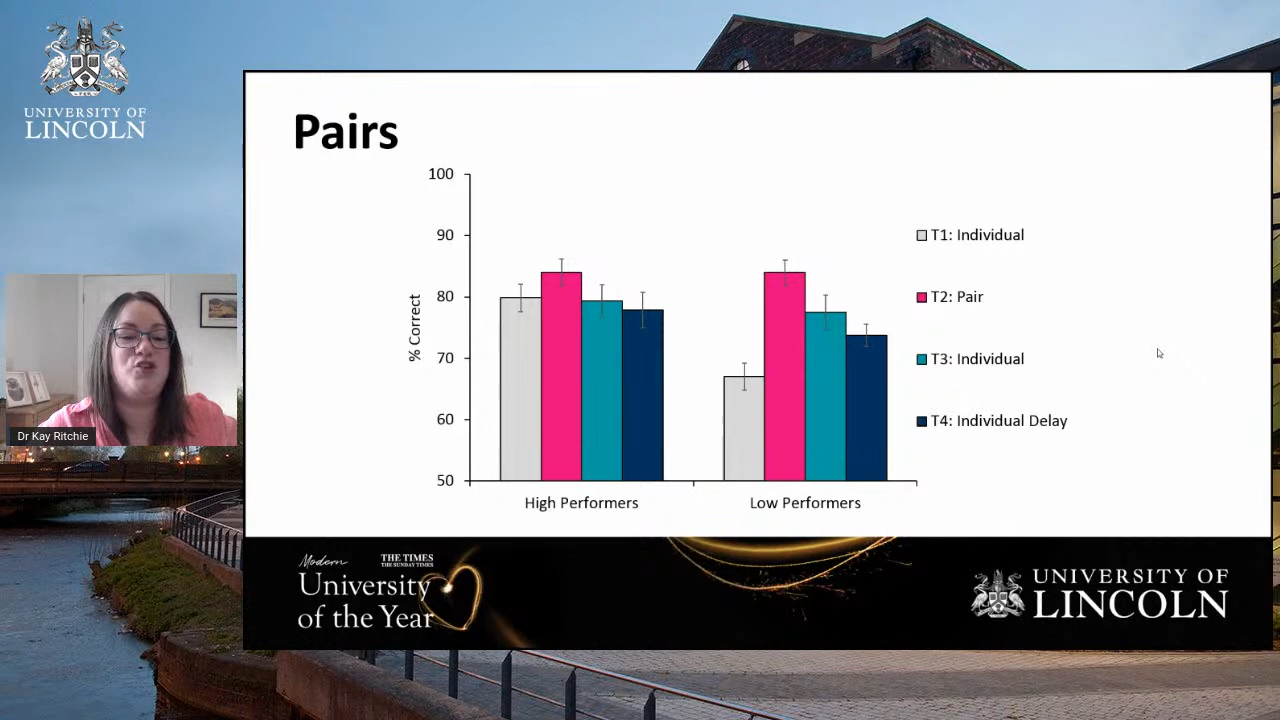 UNIVERSITY OF
LINCOLN
Pairs
100
90
80
70
60
50
% Correct
High Performers
Low Performers
T1: Individual
T2: Pair
T3: Individual
T4: Individual Delay
Dr Kay Ritchie
Modern
THE TIMES
THE SUNDAY TIMES
University
of the Year
UNIVERSITY OF
LINCOLN